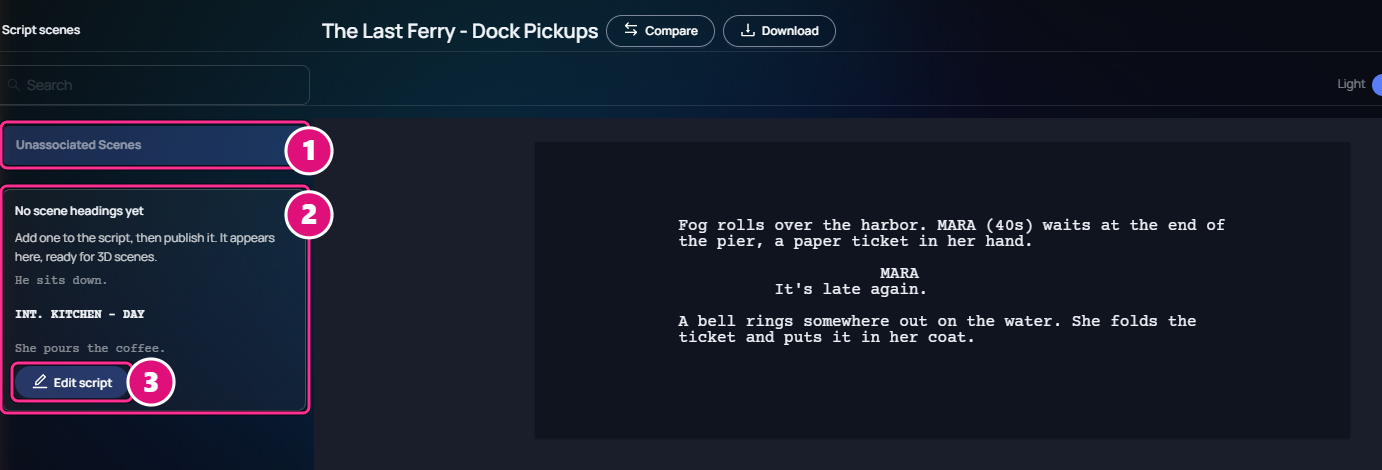 Script scenes
The Last Ferry - Dock Pickups
Compare
Download
Search
Light
Unassociated Scenes
1
2
No scene headings yet
Add one to the script, then publish it. It appears
here, ready for 3D scenes.
He sits down.
INT. KITCHEN - DAY
She pours the coffee.
Edit script
3
Fog rolls over the harbor. MARA (40s) waits at the end of
the pier, a paper ticket in her hand.
MARA
It's late again.
A bell rings somewhere out on the water. She folds the
ticket and puts it in her coat.